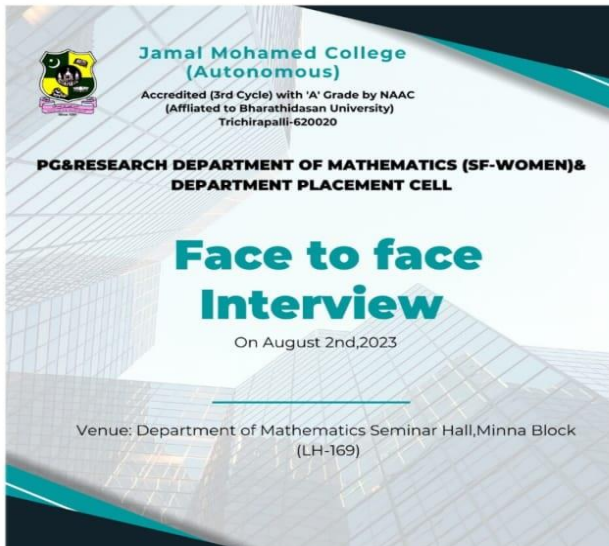 Jamal Mohamed College
(Autonomous)
Accredited (3rd Cycle) with 'A' Grade by NAAC
(Affliated to Bharathidasan University)
Trichirapalli-620020
PG&RESEARCH DEPARTMENT OF MATHEMATICS (SF-WOMEN)&
DEPARTMENT PLACEMENT CELL
Face to face
Interview
On August 2nd,2023
Venue: Department of Mathematics Seminar Hall,Minna Block
(LH-169)